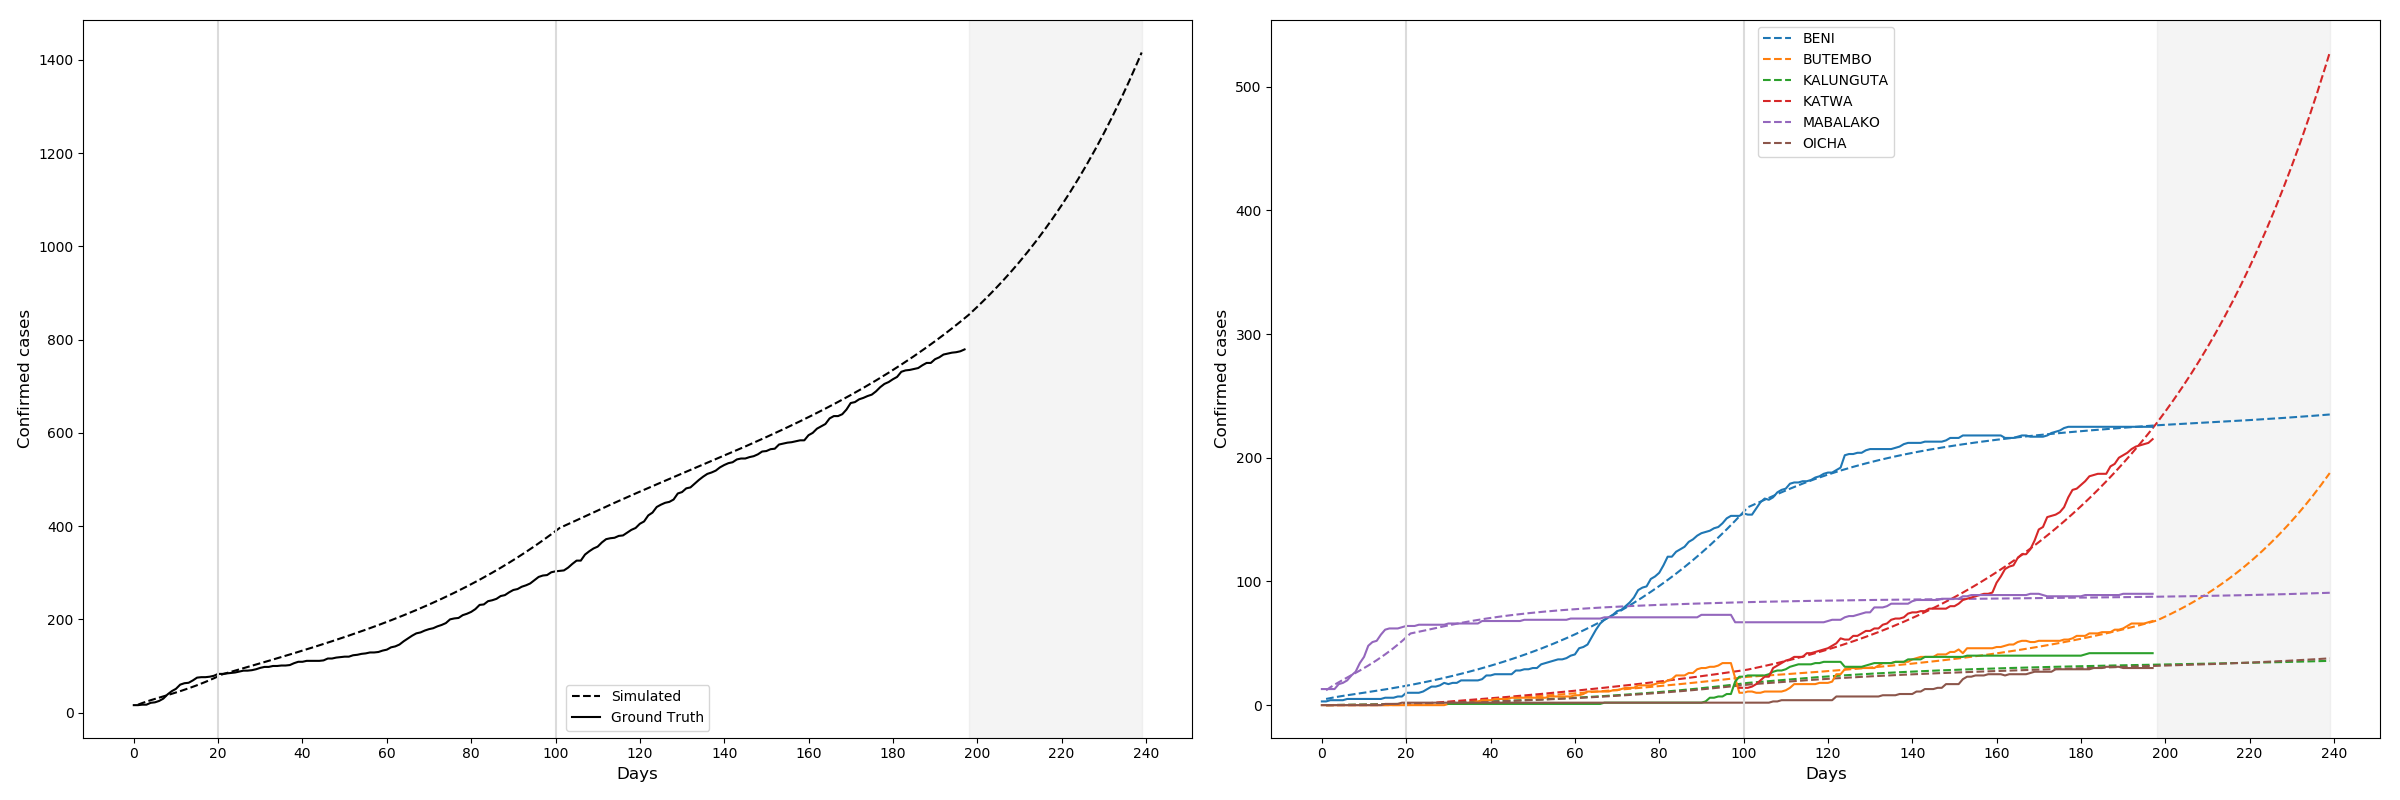 Confirmed cases
1400
1200
1000
800
600
400
200
0
0 20 40 60 80 100 120 140 160 180 200 220 240
Days
Simulated
Ground Truth
Confirmed cases
500
400
300
200
100
0
0 20 40 60 80 100 120 140 160 180 200 220 240
Days
BENI
BUTEMBO
KALUNGUTA
KATWA
MABALAKO
OICHA